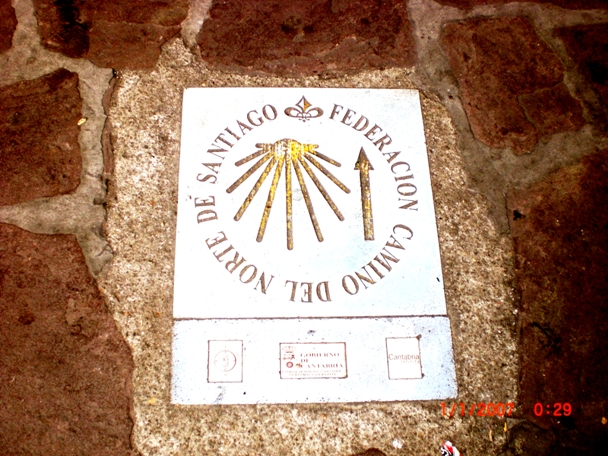 FEDERACION CAMINO DEL NORTE DE SANTIAGO
GOBIERNO
DE
CANTABRIA
Cantabria
1/1/2007 0:29